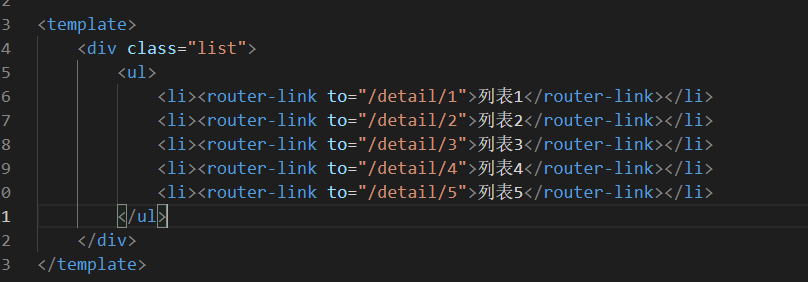 2
3 <template>
4     <div class="list">
5         <ul>
6             <li><router-link to="/detail/1">列表1</router-link></li>
7             <li><router-link to="/detail/2">列表2</router-link></li>
8             <li><router-link to="/detail/3">列表3</router-link></li>
9             <li><router-link to="/detail/4">列表4</router-link></li>
0             <li><router-link to="/detail/5">列表5</router-link></li>
1         </ul>
2     </div>
3 </template>